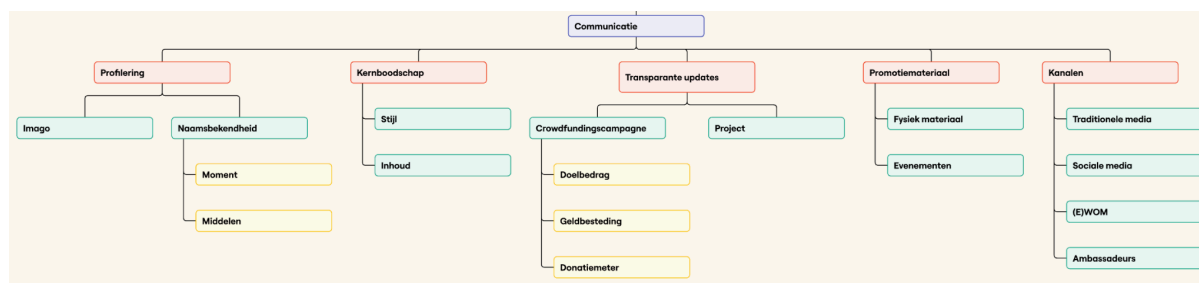 Communicatie
Profilering
Kernboodschap
Transparante updates
Promotiemateriaal
Kanalen
Imago
Naamsbekendheid
Stijl
Crowdfundingscampagne
Project
Fysiek materiaal
Traditionele media
Moment
Inhoud
Doelbedrag
Evenementen
Sociale media
Middelen
Geldbesteding
(E)WOM
Donatiemeter
Ambassadeurs